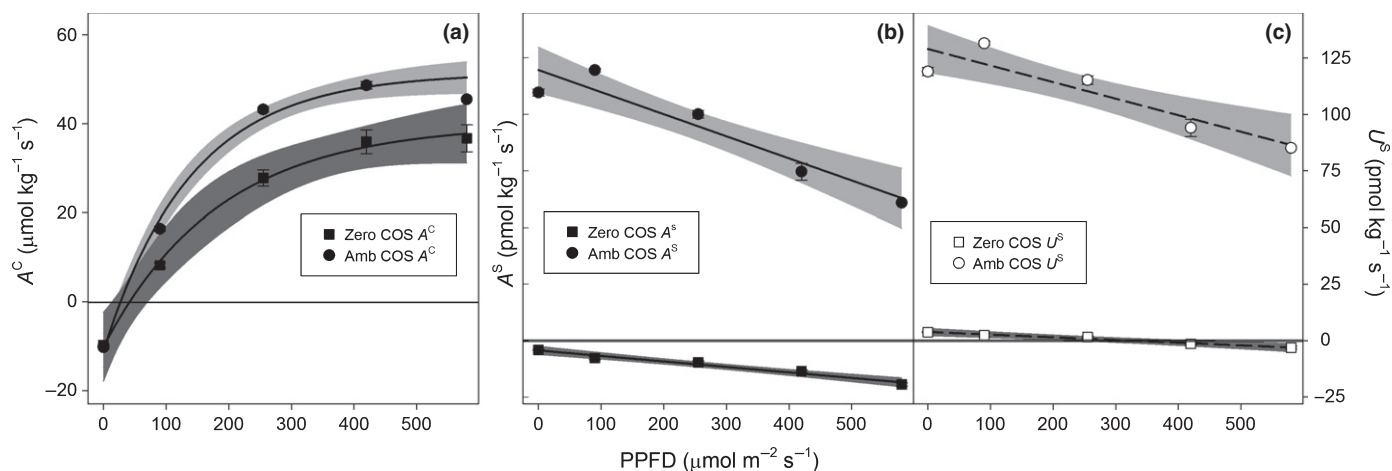 (a)
60
40
20
0
–20
A^C (μmol kg⁻¹ s⁻¹)
Zero COS A^C
Amb COS A^C
0 100 200 300 400 500
(b)
A^S (pmol kg⁻¹ s⁻¹)
Zero COS A^s
Amb COS A^S
0 100 200 300 400 500
(c)
125
100
75
50
25
0
–25
U^S (pmol kg⁻¹ s⁻¹)
Zero COS U^S
Amb COS U^S
0 100 200 300 400 500
PPFD (μmol m⁻² s⁻¹)